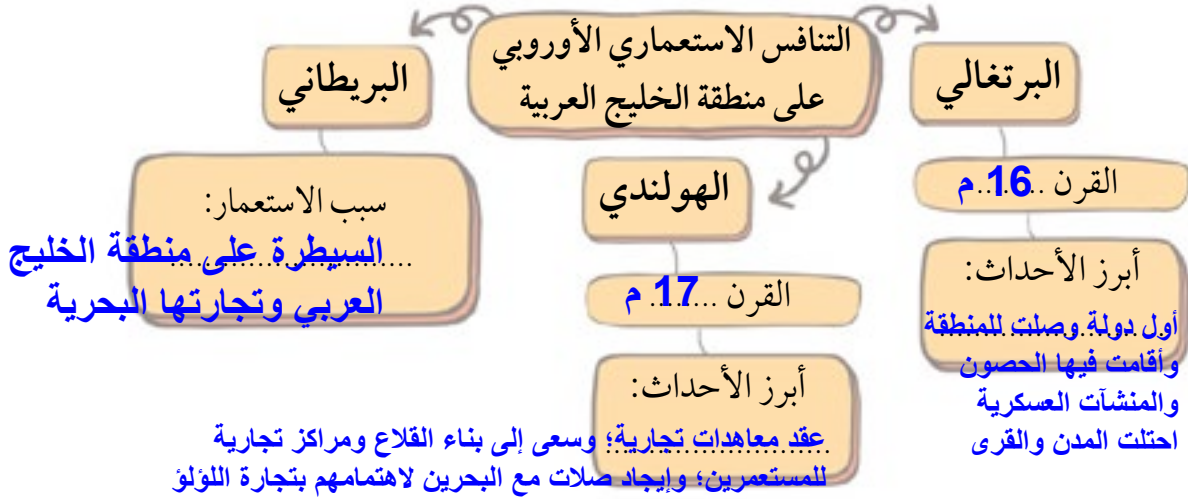 التنافس الاستعماري الأوروبي
على منطقة الخليج العربية
البرتغالي
القرن ..16..م
أبرز الأحداث:
أول دولة وصلت للمنطقة
وأقامت فيها الحصون
والمنشآت العسكرية
احتلت المدن والقرى
الهولندي
القرن ...17.. م
أبرز الأحداث:
عقد معاهدات تجارية؛ وسعى إلى بناء القلاع ومراكز تجارية
للمستعمرين؛ وإيجاد صلات مع البحرين لاهتمامهم بتجارة اللؤلؤ
البريطاني
سبب الاستعمار:
السيطرة على منطقة الخليج
العربي وتجارتها البحرية